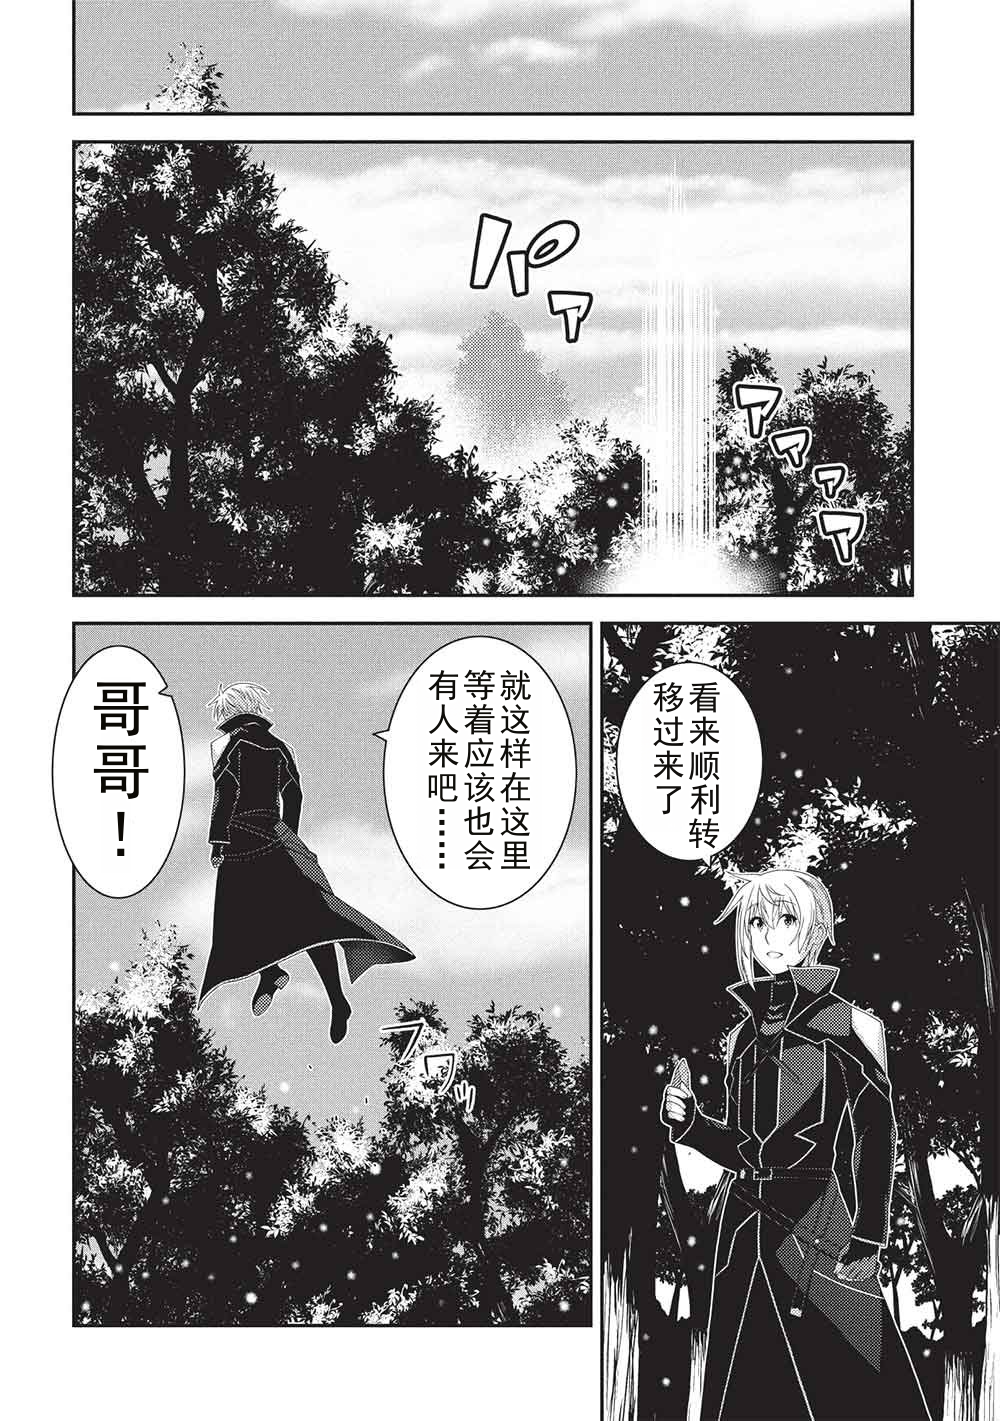 パァ
パァァァァ
看来顺利转
移过来了
就这样在这里
等着应该也会
有人来吧……
哥哥！
フワッ